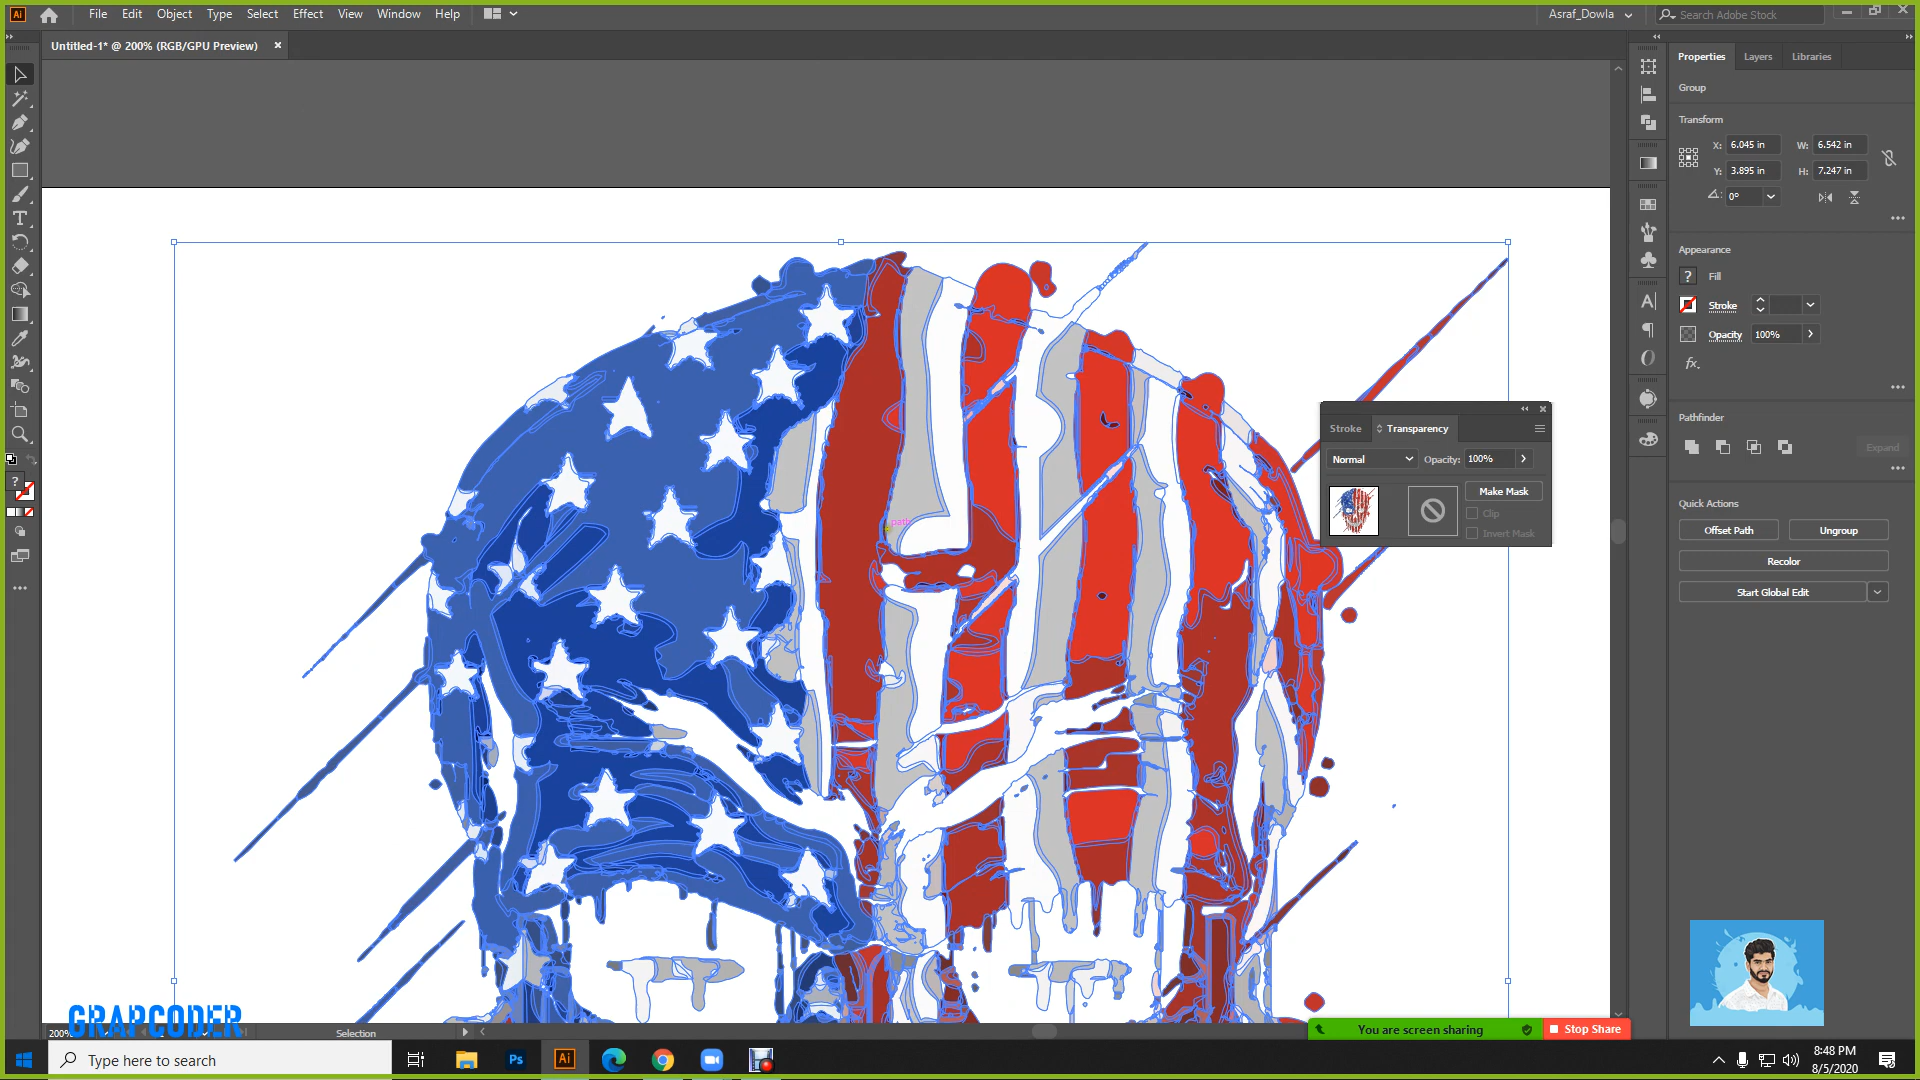 Ai File Edit Object Type Select Effect View Window Help Asraf_Dowla Search Adobe Stock
Untitled-1* @ 200% (RGB/GPU Preview) ×
Properties Layers Libraries
Group
Transform
X: 6.045 in W: 6.542 in
Y: 3.895 in H: 7.247 in
0°
Appearance
? Fill
Stroke
Opacity 100%
fx.
Pathfinder
Expand
Quick Actions
Offset Path Ungroup
Recolor
Start Global Edit
Stroke Transparency
Normal Opacity: 100%
Make Mask
Clip
Invert Mask
path
GRAPCODER
200% Selection
You are screen sharing Stop Share
Type here to search Ps Ai
8:48 PM
8/5/2020